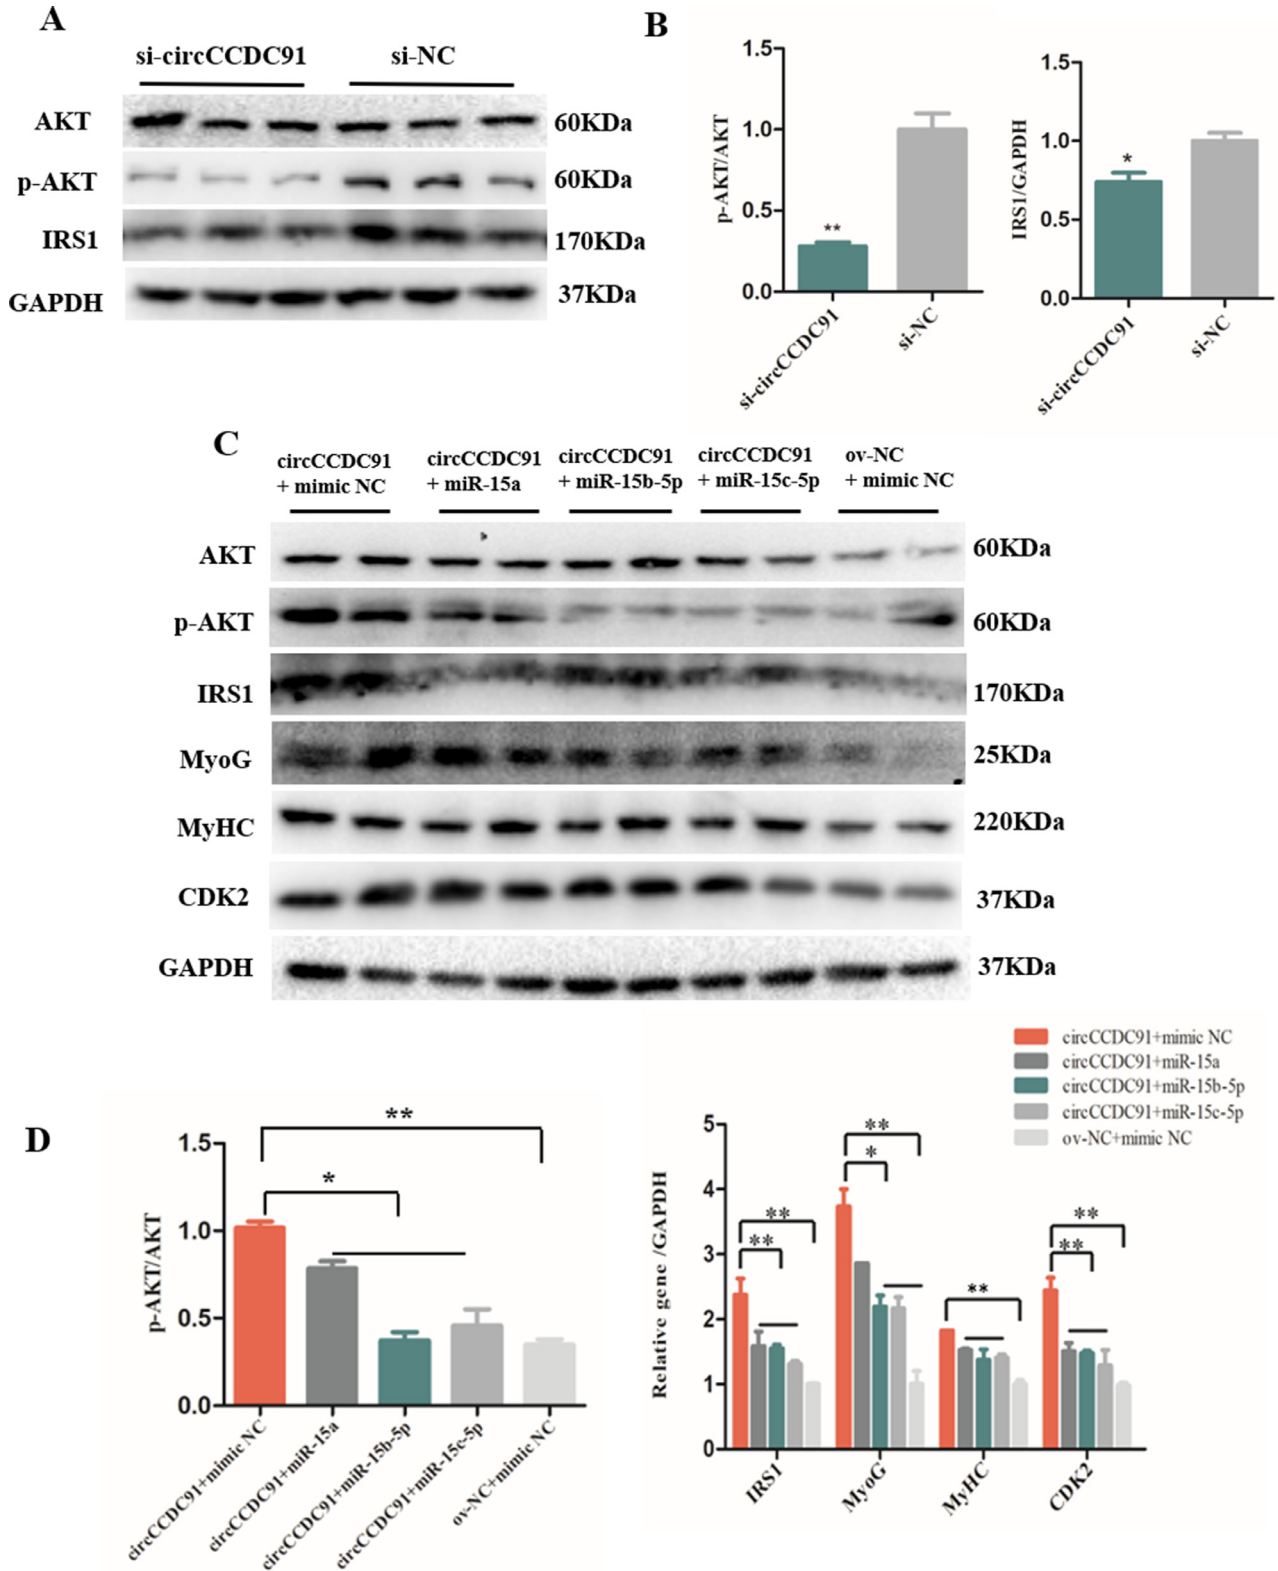 A
si-circCCDC91 si-NC
AKT 60KDa
p-AKT 60KDa
IRS1 170KDa
GAPDH 37KDa
B
1.5
1.0
0.5
0.0
p-AKT/AKT
**
si-circCCDC91
si-NC
1.5
1.0
0.5
0.0
IRS1/GAPDH
*
si-circCCDC91
si-NC
C
circCCDC91
+ mimic NC
circCCDC91
+ miR-15a
circCCDC91
+ miR-15b-5p
circCCDC91
+ miR-15c-5p
ov-NC
+ mimic NC
AKT 60KDa
p-AKT 60KDa
IRS1 170KDa
MyoG 25KDa
MyHC 220KDa
CDK2 37KDa
GAPDH 37KDa
D
1.5
1.0
0.5
0.0
p-AKT/AKT
**
*
circCCDC91+mimic NC
circCCDC91+miR-15a
circCCDC91+miR-15b-5p
circCCDC91+miR-15c-5p
ov-NC+mimic NC
circCCDC91+mimic NC
circCCDC91+miR-15a
circCCDC91+miR-15b-5p
circCCDC91+miR-15c-5p
ov-NC+mimic NC
5
4
3
2
1
0
Relative gene /GAPDH
**
**
**
*
**
**
**
IRS1
MyoG
MyHC
CDK2